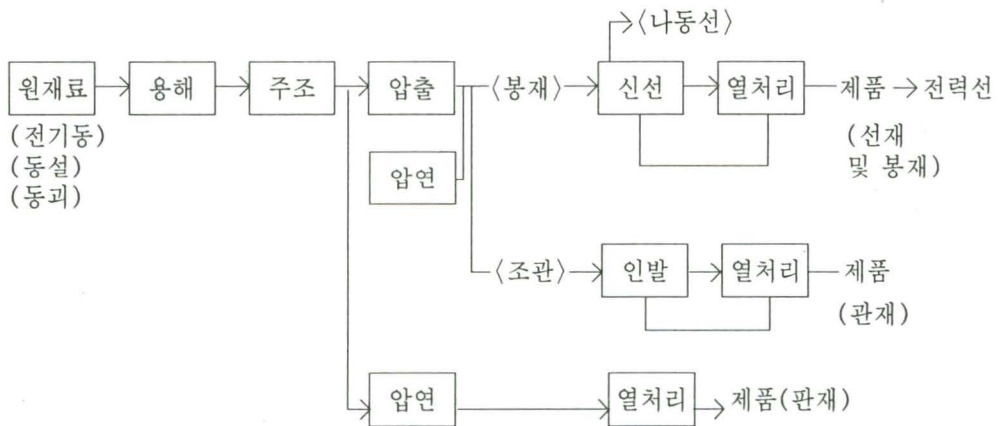 〈나동선〉
원재료 용해 주조 압출 〈봉재〉 신선 열처리 제품 전력선
(전기동)
(동설)
(동괴)
(선재
및 봉재)
압연
〈조관〉 인발 열처리 제품
(관재)
압연 열처리 제품(판재)